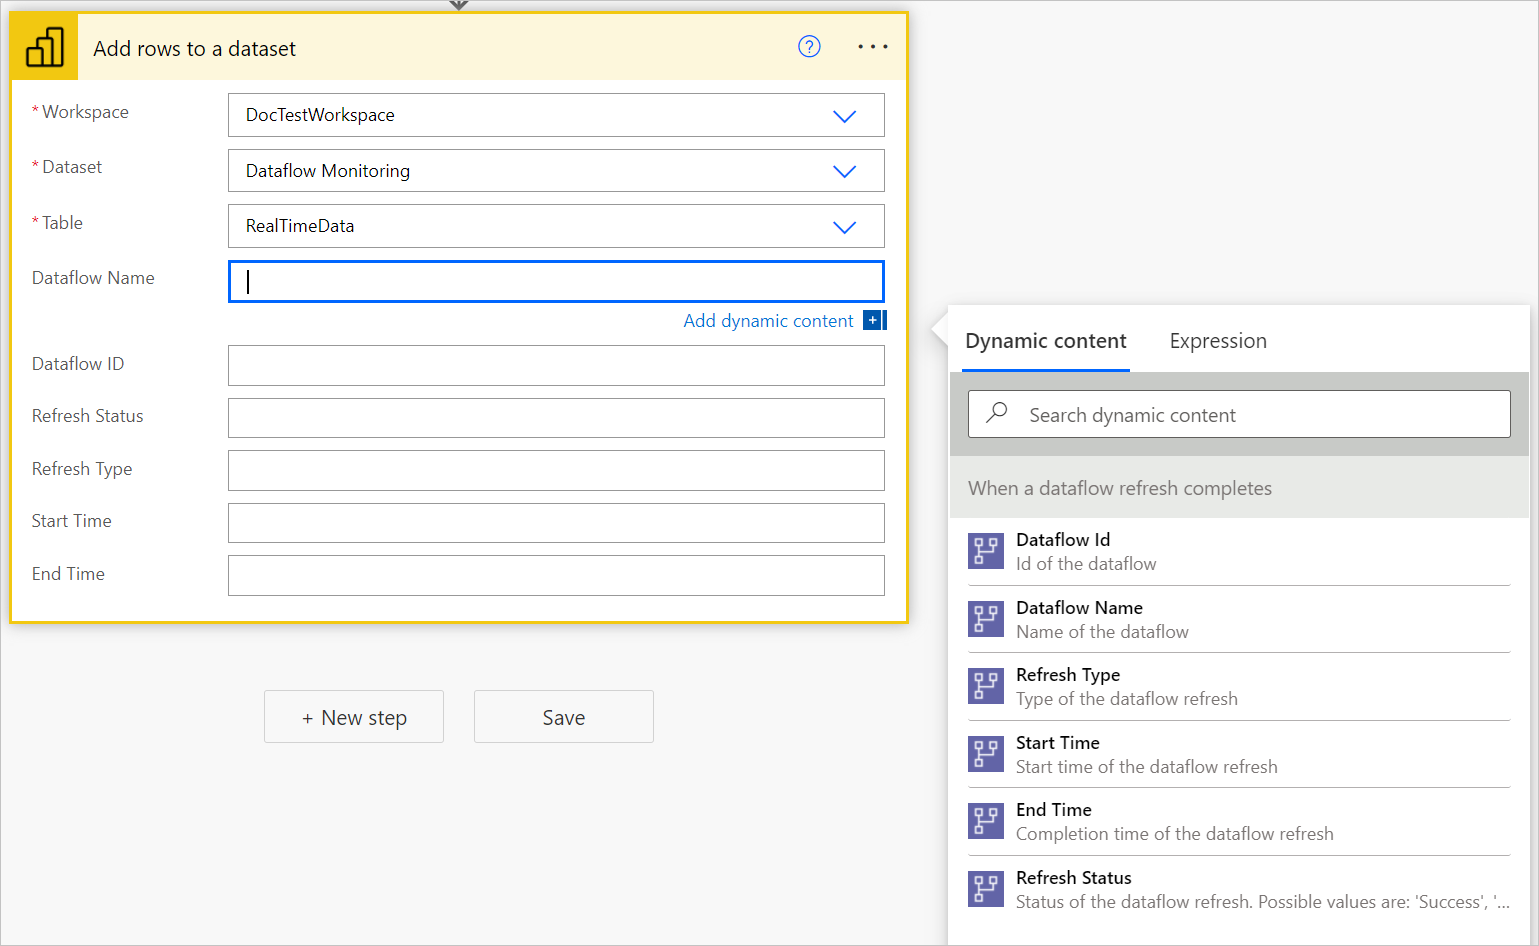 Add rows to a dataset
?
* Workspace
DocTestWorkspace
* Dataset
Dataflow Monitoring
* Table
RealTimeData
Dataflow Name
Add dynamic content
Dataflow ID
Refresh Status
Refresh Type
Start Time
End Time
+ New step
Save
Dynamic content
Expression
Search dynamic content
When a dataflow refresh completes
Dataflow Id
Id of the dataflow
Dataflow Name
Name of the dataflow
Refresh Type
Type of the dataflow refresh
Start Time
Start time of the dataflow refresh
End Time
Completion time of the dataflow refresh
Refresh Status
Status of the dataflow refresh. Possible values are: 'Success', '...